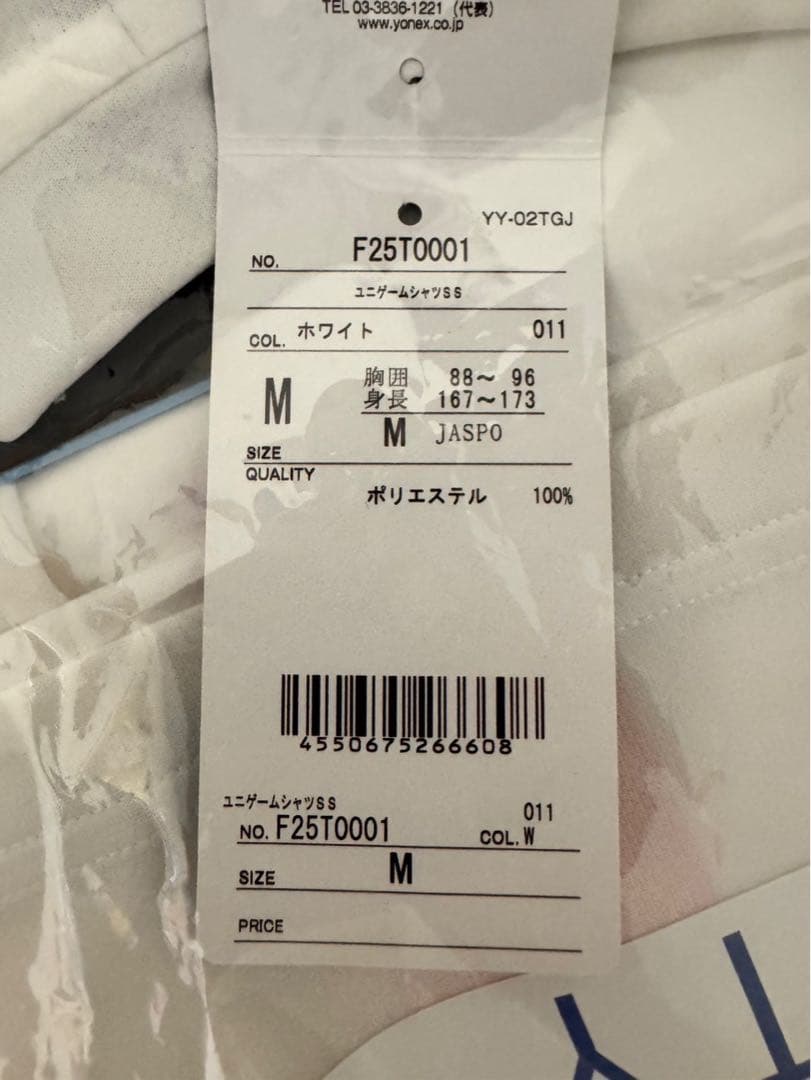 TEL 03-3836-1221 (代表)
www.yonex.co.jp
YY-02TGJ
NO. F25T0001
ユニゲームシャツSS
COL. ホワイト 011
M 胸囲 88～ 96
身長 167～173
M JASPO
SIZE
QUALITY
ポリエステル 100%
4550675266608
ユニゲームシャツSS
011
NO. F25T0001 COL. W
SIZE M
PRICE